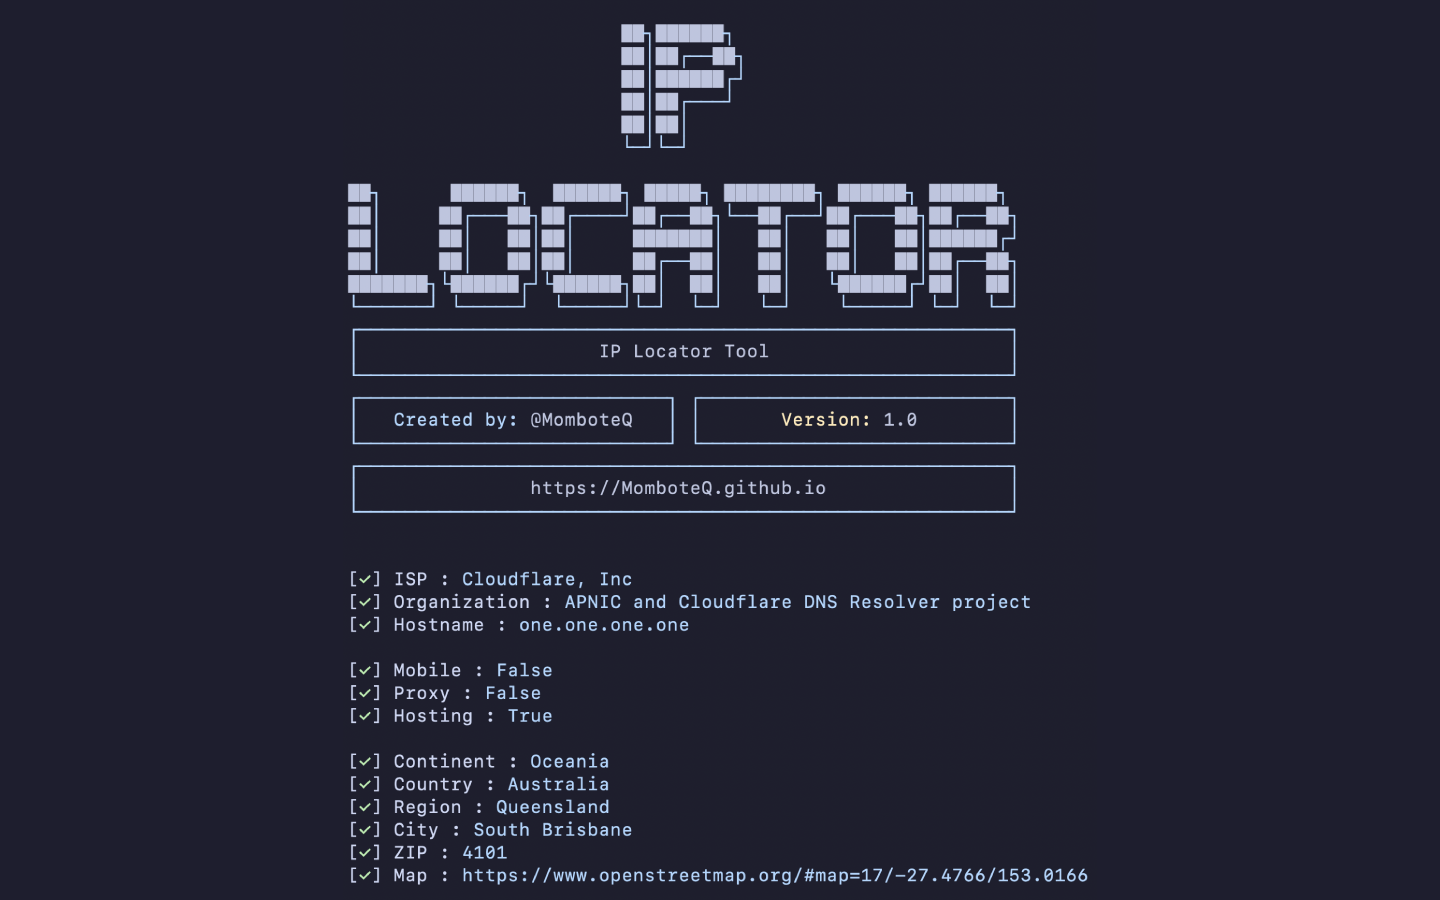 IP
LOCATOR
IP Locator Tool
Created by: @MomboteQ
Version: 1.0
https://MomboteQ.github.io
[✓] ISP : Cloudflare, Inc
[✓] Organization : APNIC and Cloudflare DNS Resolver project
[✓] Hostname : one.one.one.one
[✓] Mobile : False
[✓] Proxy : False
[✓] Hosting : True
[✓] Continent : Oceania
[✓] Country : Australia
[✓] Region : Queensland
[✓] City : South Brisbane
[✓] ZIP : 4101
[✓] Map : https://www.openstreetmap.org/#map=17/-27.4766/153.0166